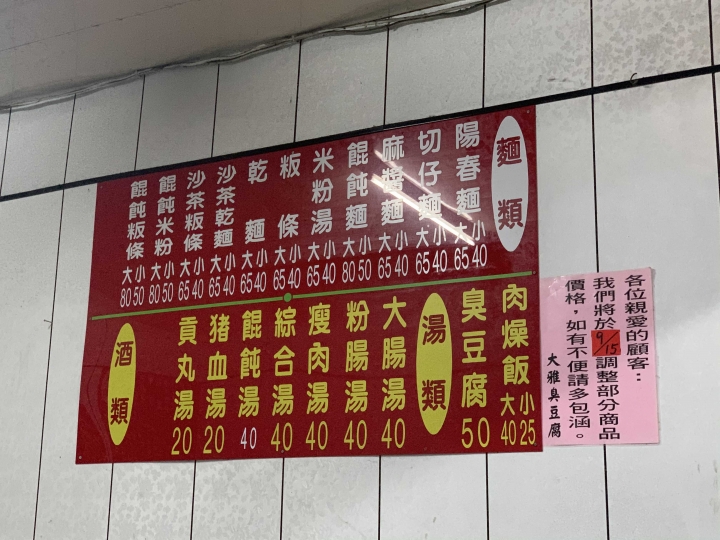 麵類
陽春麵 大65 小40
切仔麵 大65 小40
麻醬麵 大65 小40
餛飩麵 大80 小50
米粉湯 大65 小40
粄條 大65 小40
乾麵 大65 小40
沙茶乾麵 大65 小40
沙茶粄條 大65 小40
餛飩米粉 大80 小50
餛飩粄條 大80 小50
肉燥飯 大40 小25
臭豆腐 50
湯類
大腸湯 40
粉腸湯 40
瘦肉湯 40
綜合湯 40
餛飩湯 40
猪血湯 20
貢丸湯 20
酒類
各位親愛的顧客：
我們將於9/15調整部分商品
價格，如有不便請多包涵。
大雅臭豆腐